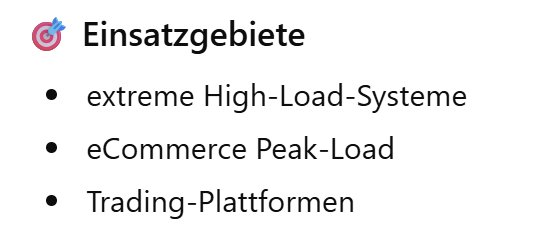 🎯 Einsatzgebiete
• extreme High-Load-Systeme
• eCommerce Peak-Load
• Trading-Plattformen